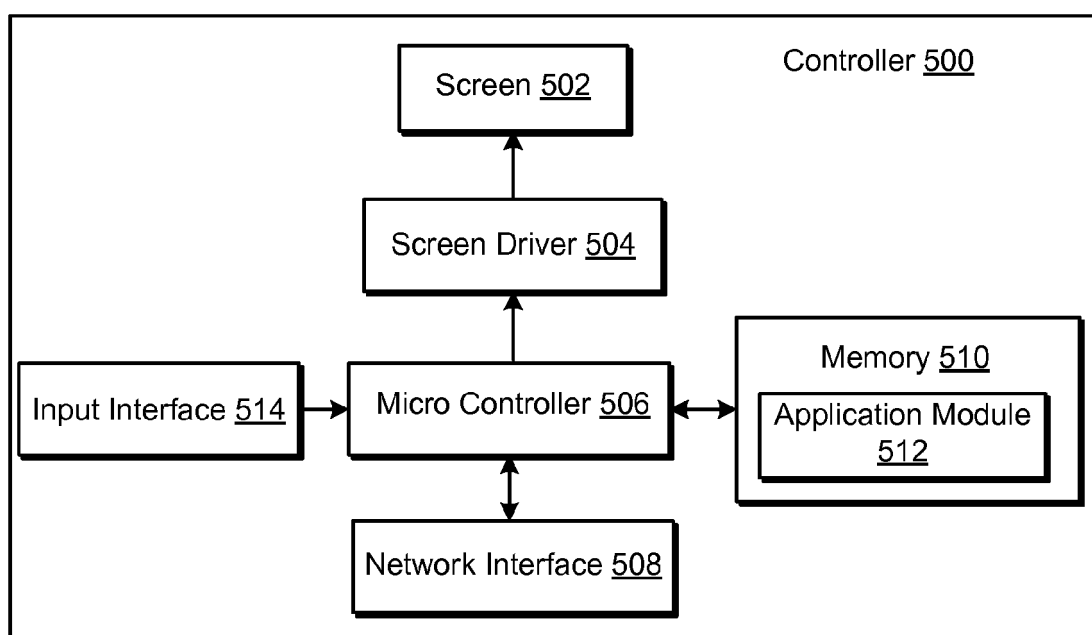 Controller 500
Screen 502
Screen Driver 504
Memory 510
Input Interface 514
Micro Controller 506
Application Module
512
Network Interface 508